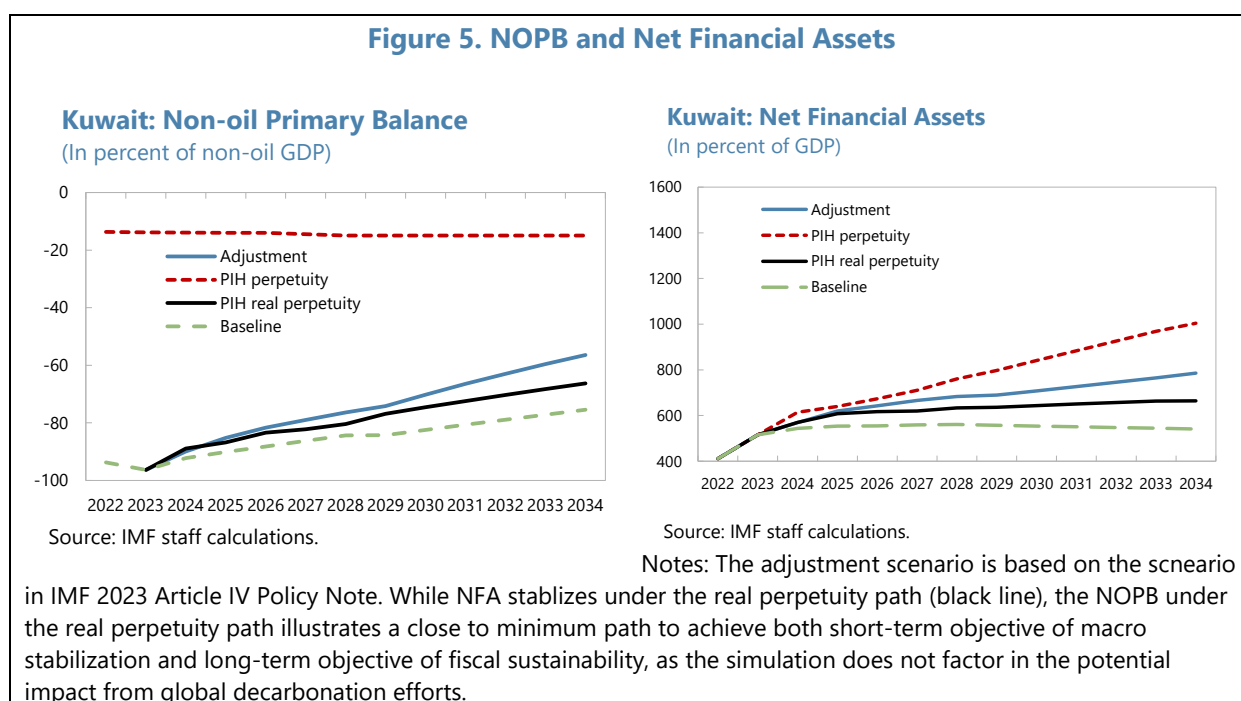 Figure 5. NOPB and Net Financial Assets
Kuwait: Non-oil Primary Balance
(In percent of non-oil GDP)
0
-20
-40
-60
-80
-100
Adjustment
PIH perpetuity
PIH real perpetuity
Baseline
2022 2023 2024 2025 2026 2027 2028 2029 2030 2031 2032 2033 2034
Source: IMF staff calculations.
Kuwait: Net Financial Assets
(In percent of GDP)
1600
1400
1200
1000
800
600
400
Adjustment
PIH perpetuity
PIH real perpetuity
Baseline
2022 2023 2024 2025 2026 2027 2028 2029 2030 2031 2032 2033 2034
Source: IMF staff calculations.
Notes: The adjustment scenario is based on the scneario
in IMF 2023 Article IV Policy Note. While NFA stablizes under the real perpetuity path (black line), the NOPB under
the real perpetuity path illustrates a close to minimum path to achieve both short-term objective of macro
stabilization and long-term objective of fiscal sustainability, as the simulation does not factor in the potential
impact from global decarbonation efforts.